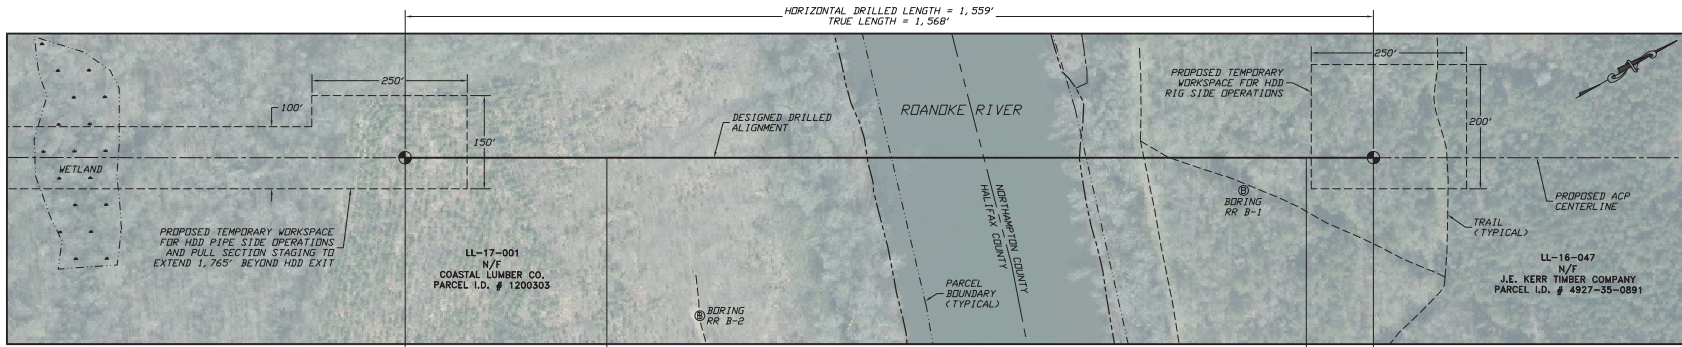 HORIZONTAL DRILLED LENGTH = 1,559'
TRUE LENGTH = 1,568'
250'
100'
150'
WETLAND
PROPOSED TEMPORARY WORKSPACE
FOR HDD PIPE SIDE OPERATIONS
AND PULL SECTION STAGING TO
EXTEND 1,765' BEYOND HDD EXIT
LL-17-001
N/F
COASTAL LUMBER CO.
PARCEL I.D. # 1200303
DESIGNED DRILLED
ALIGNMENT
B
BORING
RR B-2
ROANOKE RIVER
NORTHAMPTON COUNTY
HALIFAX COUNTY
PARCEL
BOUNDARY
(TYPICAL)
PROPOSED TEMPORARY
WORKSPACE FOR HDD
RIG SIDE OPERATIONS
250'
200'
B
BORING
RR B-1
PROPOSED ACP
CENTERLINE
TRAIL
(TYPICAL)
LL-16-047
N/F
J.E. KERR TIMBER COMPANY
PARCEL I.D. # 4927-35-0891